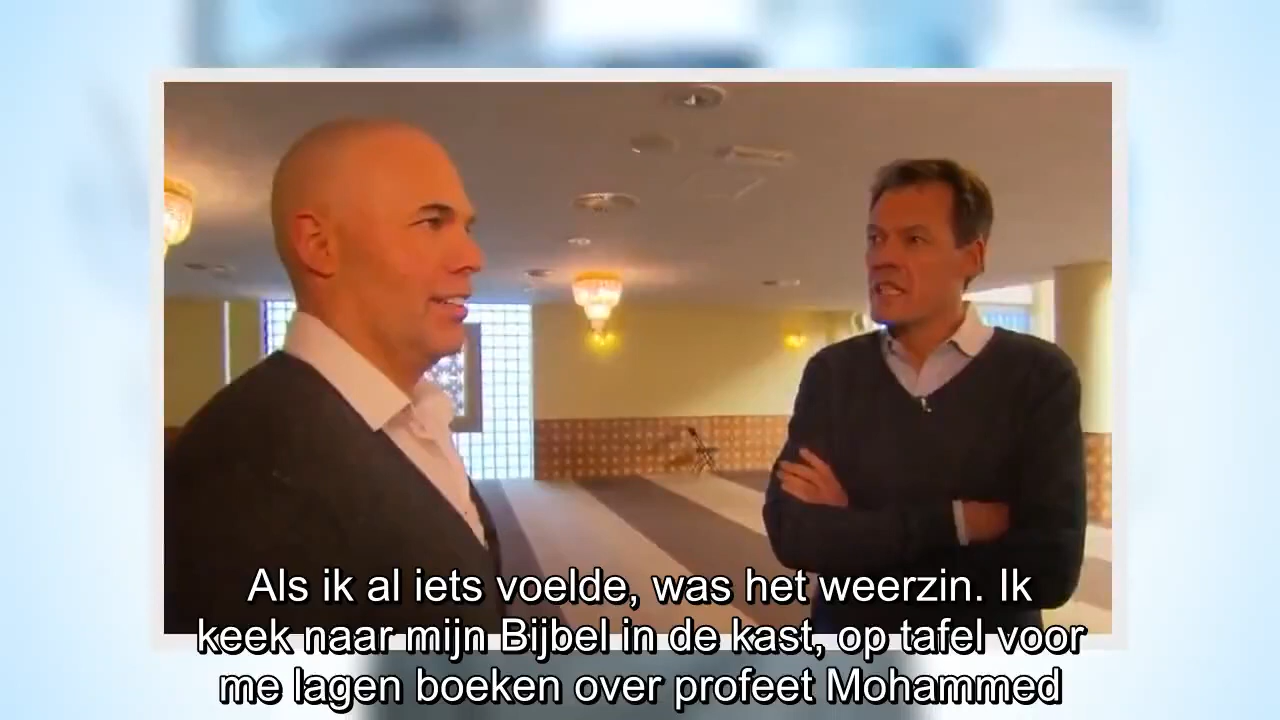 Als ik al iets voelde, was het weerzin. Ik
keek naar mijn Bijbel in de kast, op tafel voor
me lagen boeken over profeet Mohammed